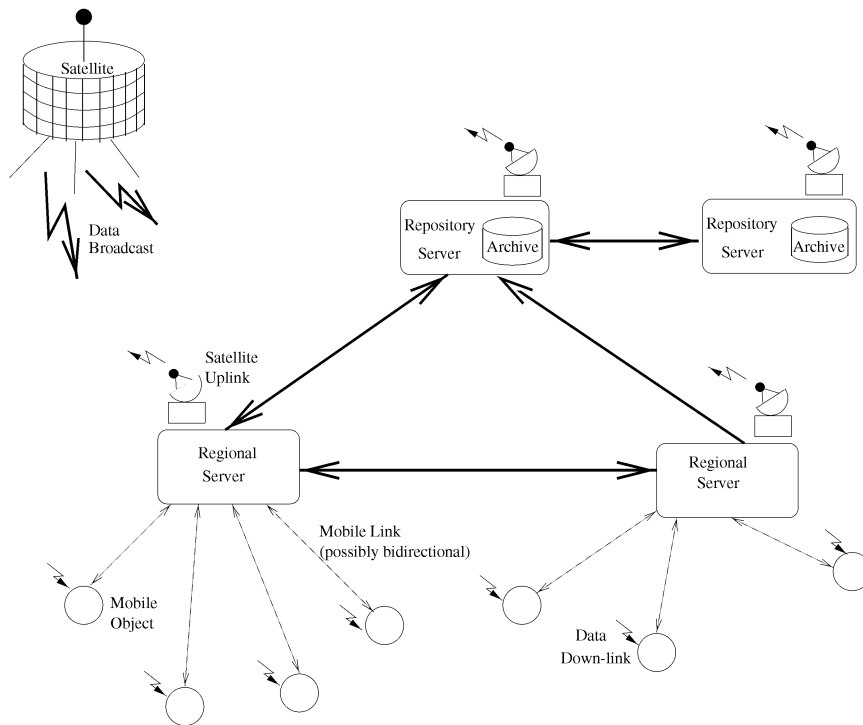 Satellite
Data
Broadcast
Repository
Server
Archive
Repository
Server
Archive
Satellite
Uplink
Regional
Server
Regional
Server
Mobile Link
(possibly bidirectional)
Mobile
Object
Data
Down-link